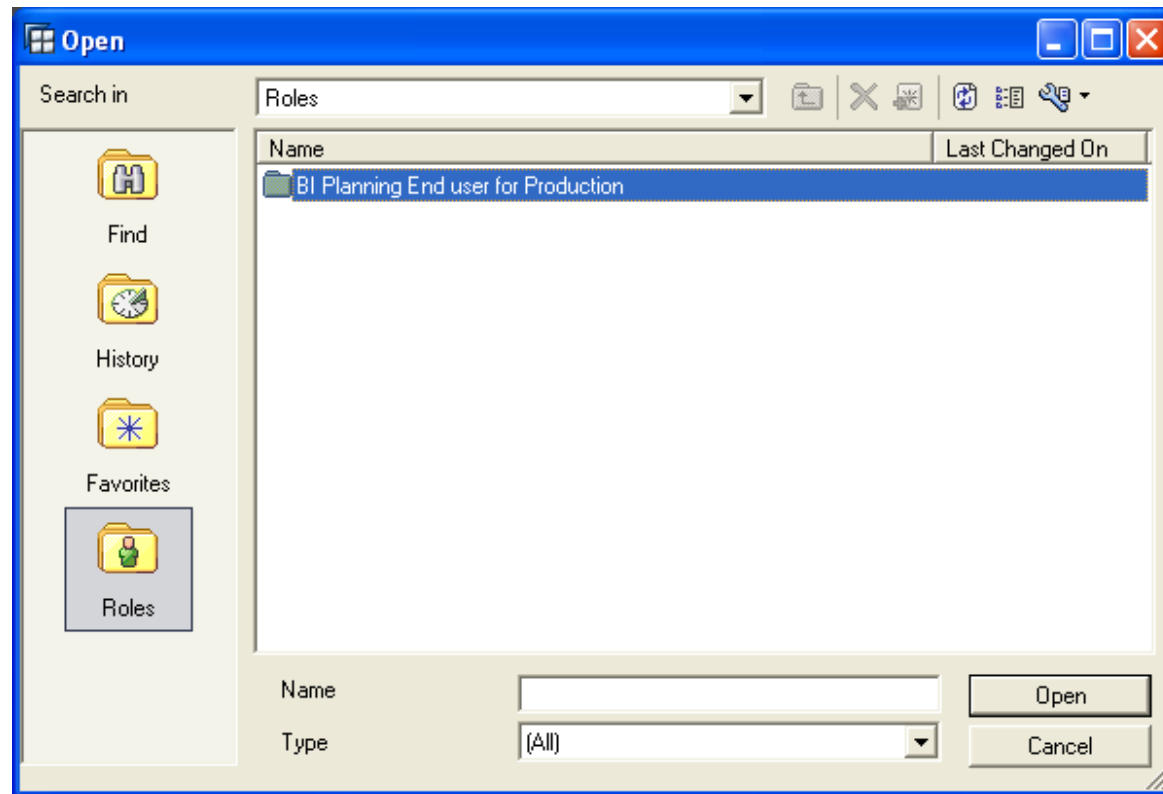 Open
Search in
Roles
Name
Last Changed On
BI Planning End user for Production
Find
History
Favorites
Roles
Name
Open
Type
(All)
Cancel